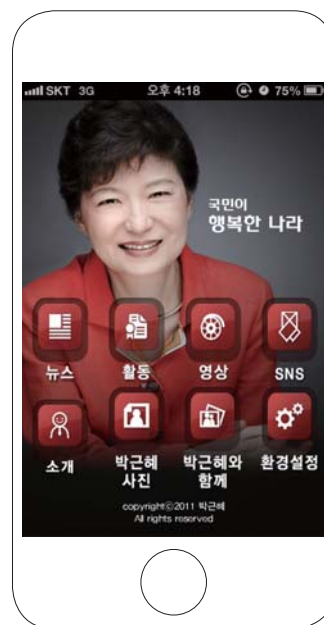 SKT 3G 오후 4:18 75%
국민이
행복한 나라
뉴스 활동 영상 SNS
소개 박근혜 사진 박근혜와 함께 환경설정
copyrightⓒ2011 박근혜
All rights reserved